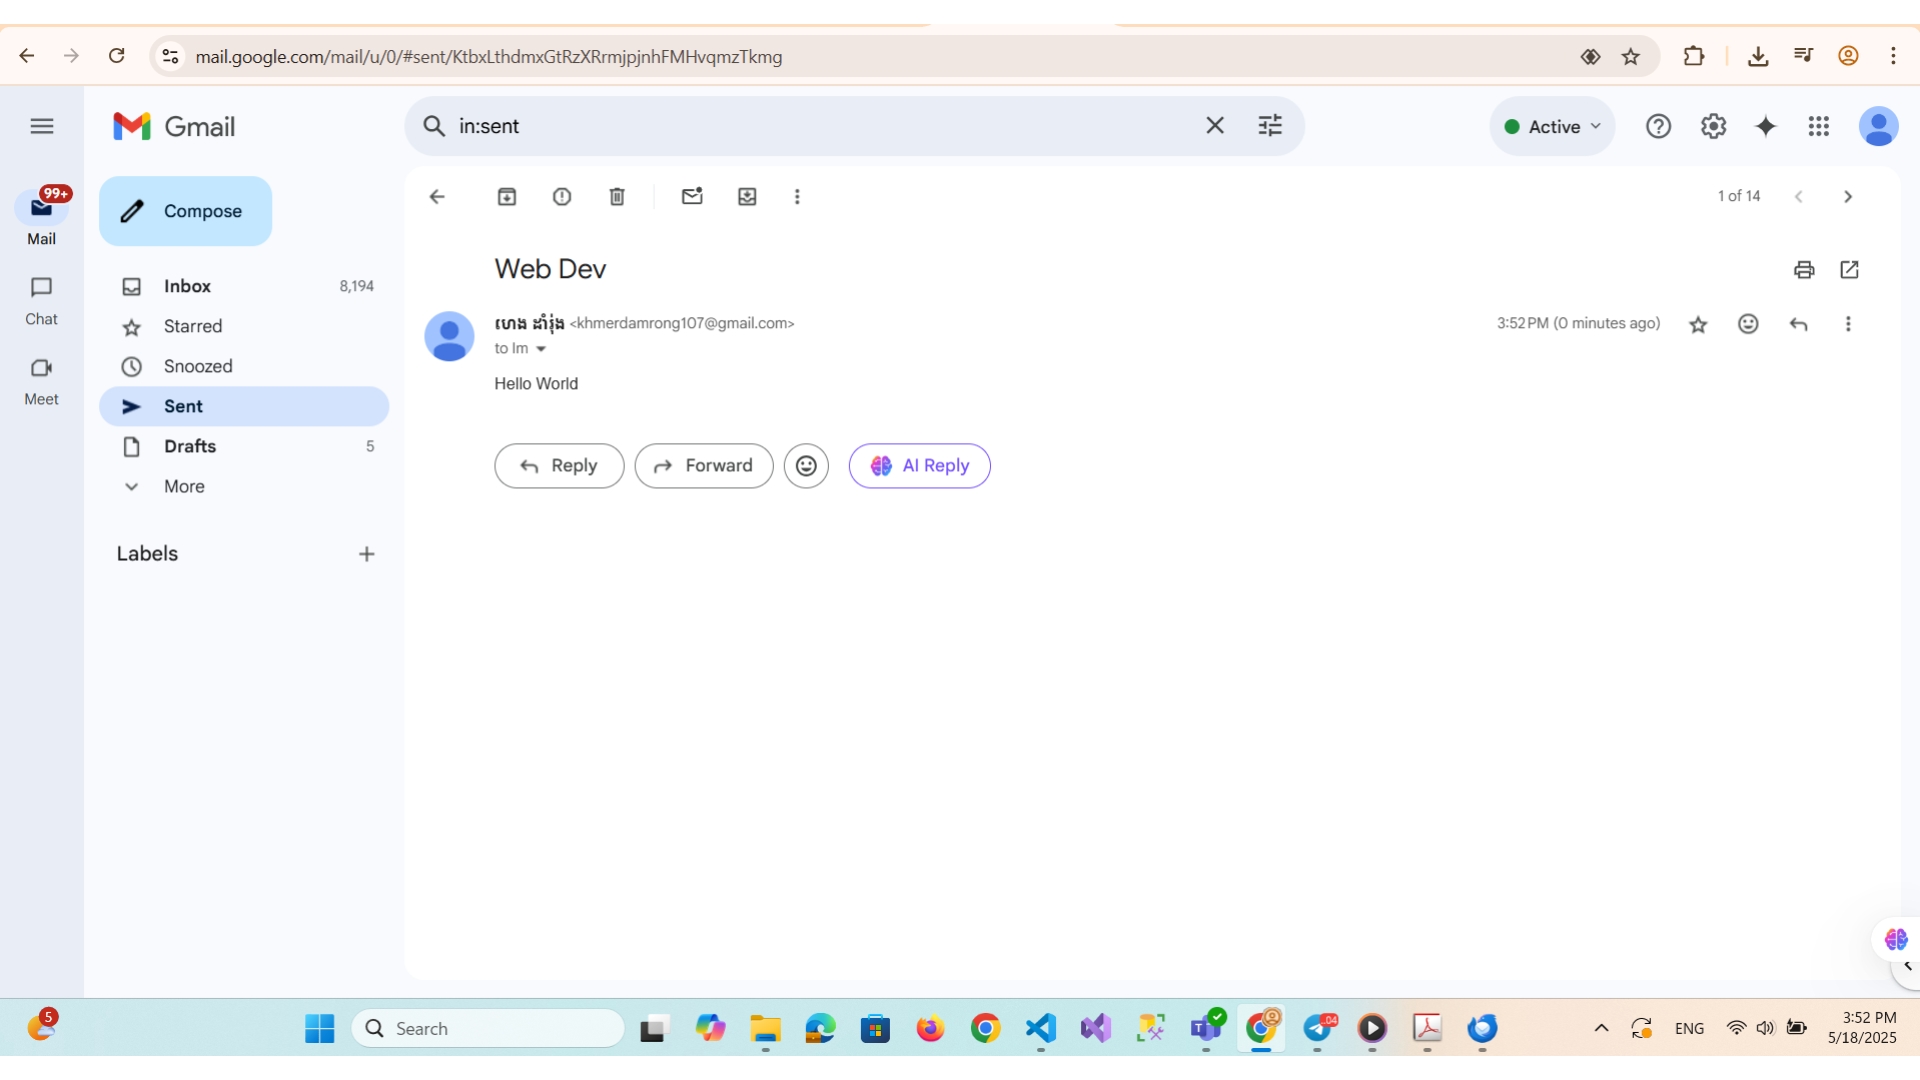 mail.google.com/mail/u/0/#sent/KtbxLthdmxGtRzXRrmjpjnhFMHvqmzTkmg
Gmail
in:sent
Active
99+
Mail
Compose
1 of 14
Chat
Meet
Inbox 8,194
Starred
Snoozed
Sent
Drafts 5
More
Labels
Web Dev
ហេង ដាំរ៉ុង <khmerdamrong107@gmail.com>
3:52 PM (0 minutes ago)
to lm
Hello World
Reply
Forward
AI Reply
5
Search
T
04
ENG
3:52 PM
5/18/2025